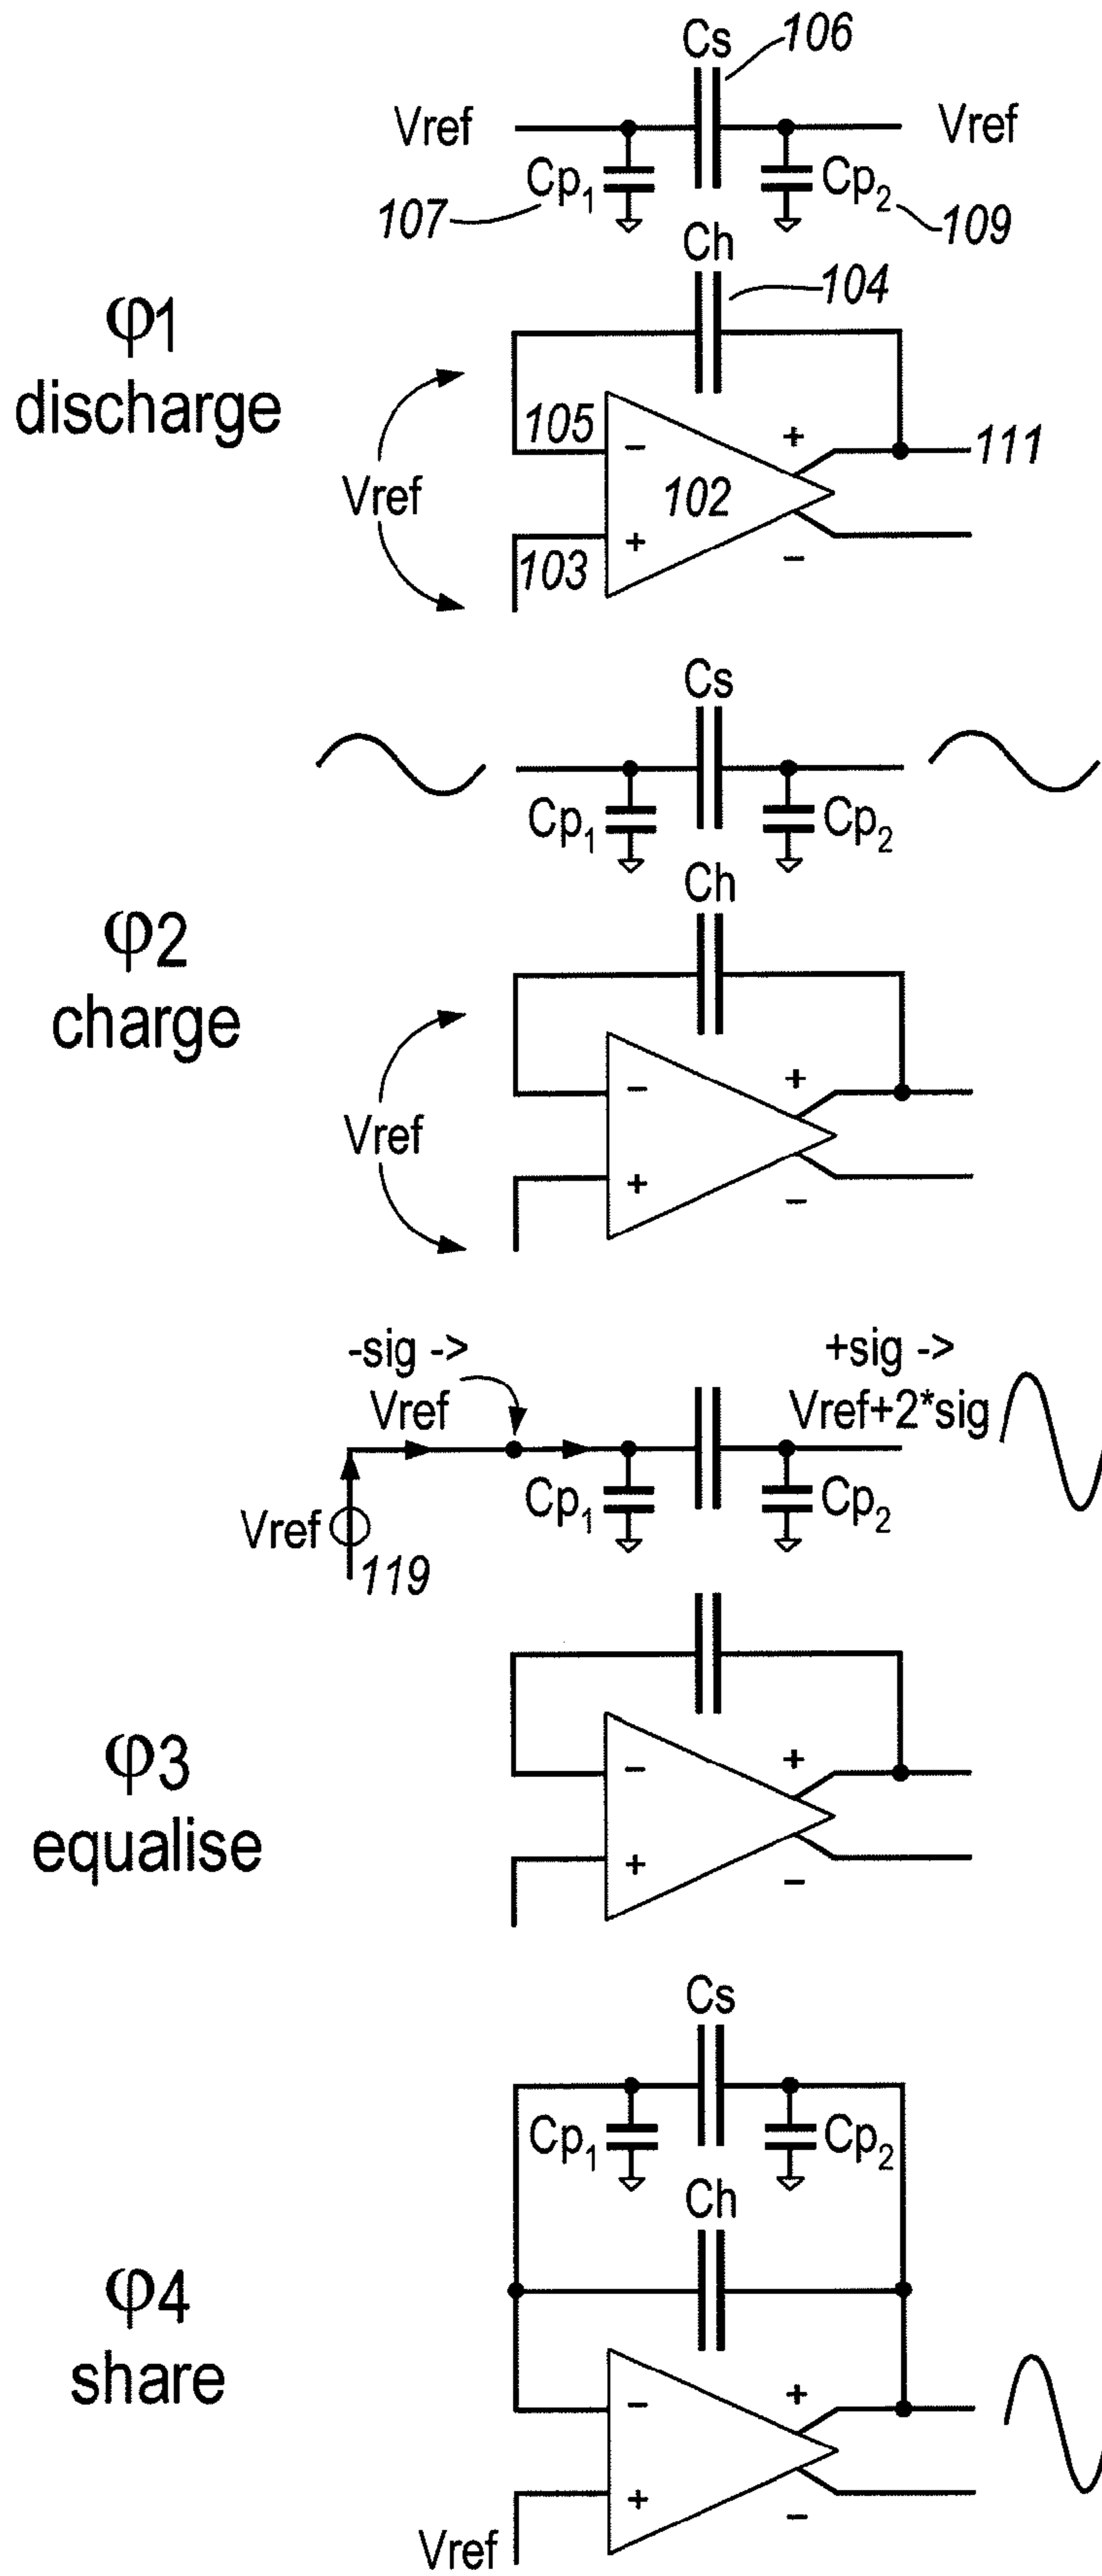 Cs 106
Vref Vref
Cp1 Cp2
107 109
Ch
104
φ1
discharge
105 − + 111
Vref 102
103 + −
Cs
Cp1 Cp2
Ch
φ2
charge
− +
Vref
+ −
-sig -> +sig ->
Vref Vref+2*sig
Cp1 Cp2
Vref 119
φ3
equalise
− +
+ −
Cs
Cp1 Cp2
Ch
φ4
share
− +
+ −
Vref